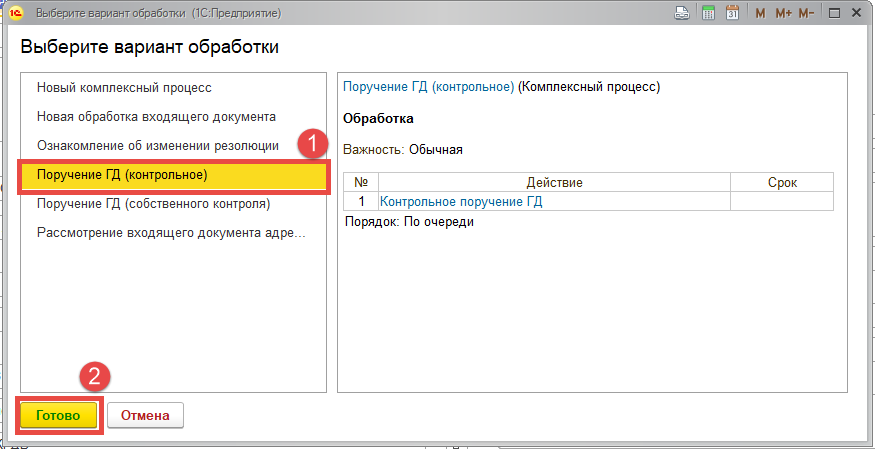 Выберите вариант обработки (1С:Предприятие)
31 M M+ M-
Выберите вариант обработки
Новый комплексный процесс
Новая обработка входящего документа
Ознакомление об изменении резолюции
1
Поручение ГД (контрольное)
Поручение ГД (собственного контроля)
Рассмотрение входящего документа адре...
Поручение ГД (контрольное) (Комплексный процесс)
Обработка
Важность: Обычная
№ Действие Срок
1 Контрольное поручение ГД
Порядок: По очереди
2
Готово Отмена